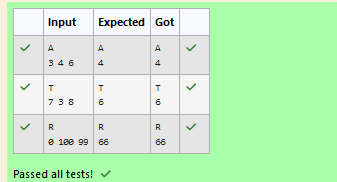 Input Expected Got
A A A
3 4 6 4 4
T T T
7 3 8 6 6
R R R
0 100 99 66 66
Passed all tests!